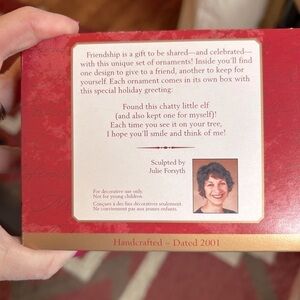 Friendship is a gift to be shared—and celebrated—
with this unique set of ornaments! Inside you'll find
one design to give to a friend, another to keep for
yourself. Each ornament comes in its own box with
this special holiday greeting:
Found this chatty little elf
(and also kept one for myself)!
Each time you see it on your tree,
I hope you'll smile and think of me!
Sculpted by
Julie Forsyth
For decorative use only.
Not for young children.
Conçues à des fins décoratives seulement.
Ne conviennent pas aux jeunes enfants.
Handcrafted ~ Dated 2001